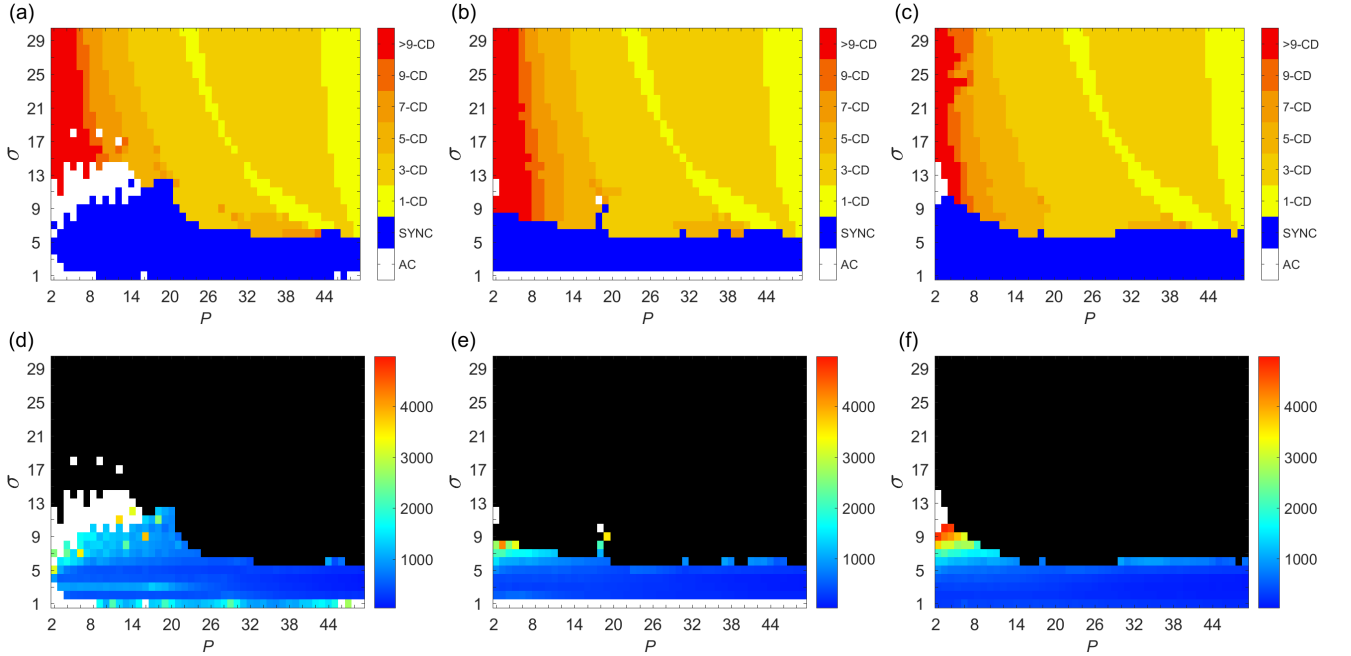 (a)
29
25
21
17
13
9
5
1
σ
2 8 14 20 26 32 38 44
P
>9-CD
9-CD
7-CD
5-CD
3-CD
1-CD
SYNC
AC
(b)
29
25
21
17
13
9
5
1
σ
2 8 14 20 26 32 38 44
P
>9-CD
9-CD
7-CD
5-CD
3-CD
1-CD
SYNC
AC
(c)
29
25
21
17
13
9
5
1
σ
2 8 14 20 26 32 38 44
P
>9-CD
9-CD
7-CD
5-CD
3-CD
1-CD
SYNC
AC
(d)
29
25
21
17
13
9
5
1
σ
2 8 14 20 26 32 38 44
P
4000
3000
2000
1000
(e)
29
25
21
17
13
9
5
1
σ
2 8 14 20 26 32 38 44
P
4000
3000
2000
1000
(f)
29
25
21
17
13
9
5
1
σ
2 8 14 20 26 32 38 44
P
4000
3000
2000
1000